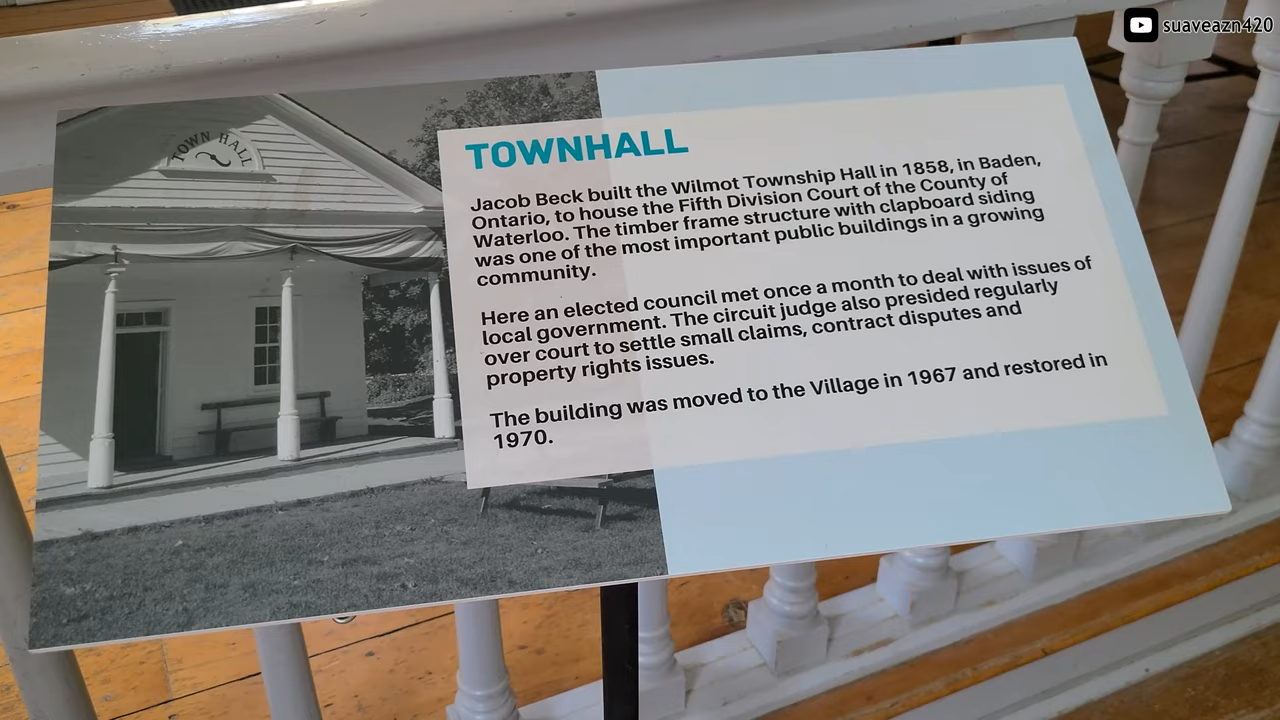 suaveazn420
TOWN HALL
TOWNHALL
Jacob Beck built the Wilmot Township Hall in 1858, in Baden,
Ontario, to house the Fifth Division Court of the County of
Waterloo. The timber frame structure with clapboard siding
was one of the most important public buildings in a growing
community.
Here an elected council met once a month to deal with issues of
local government. The circuit judge also presided regularly
over court to settle small claims, contract disputes and
property rights issues.
The building was moved to the Village in 1967 and restored in
1970.